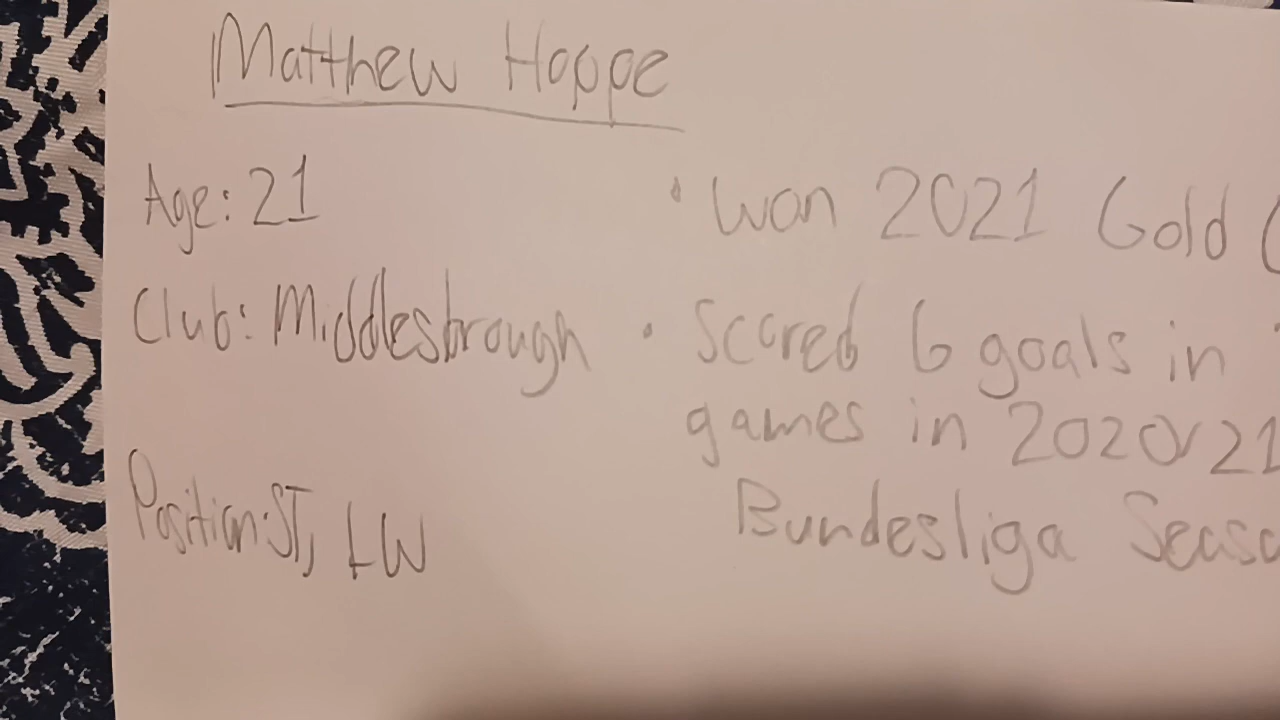 Matthew Hoppe
Age: 21
Club: Middlesbrough
Position: ST, LW
• Won 2021 Gold
• Scored 6 goals in
games in 2020/21
Bundesliga